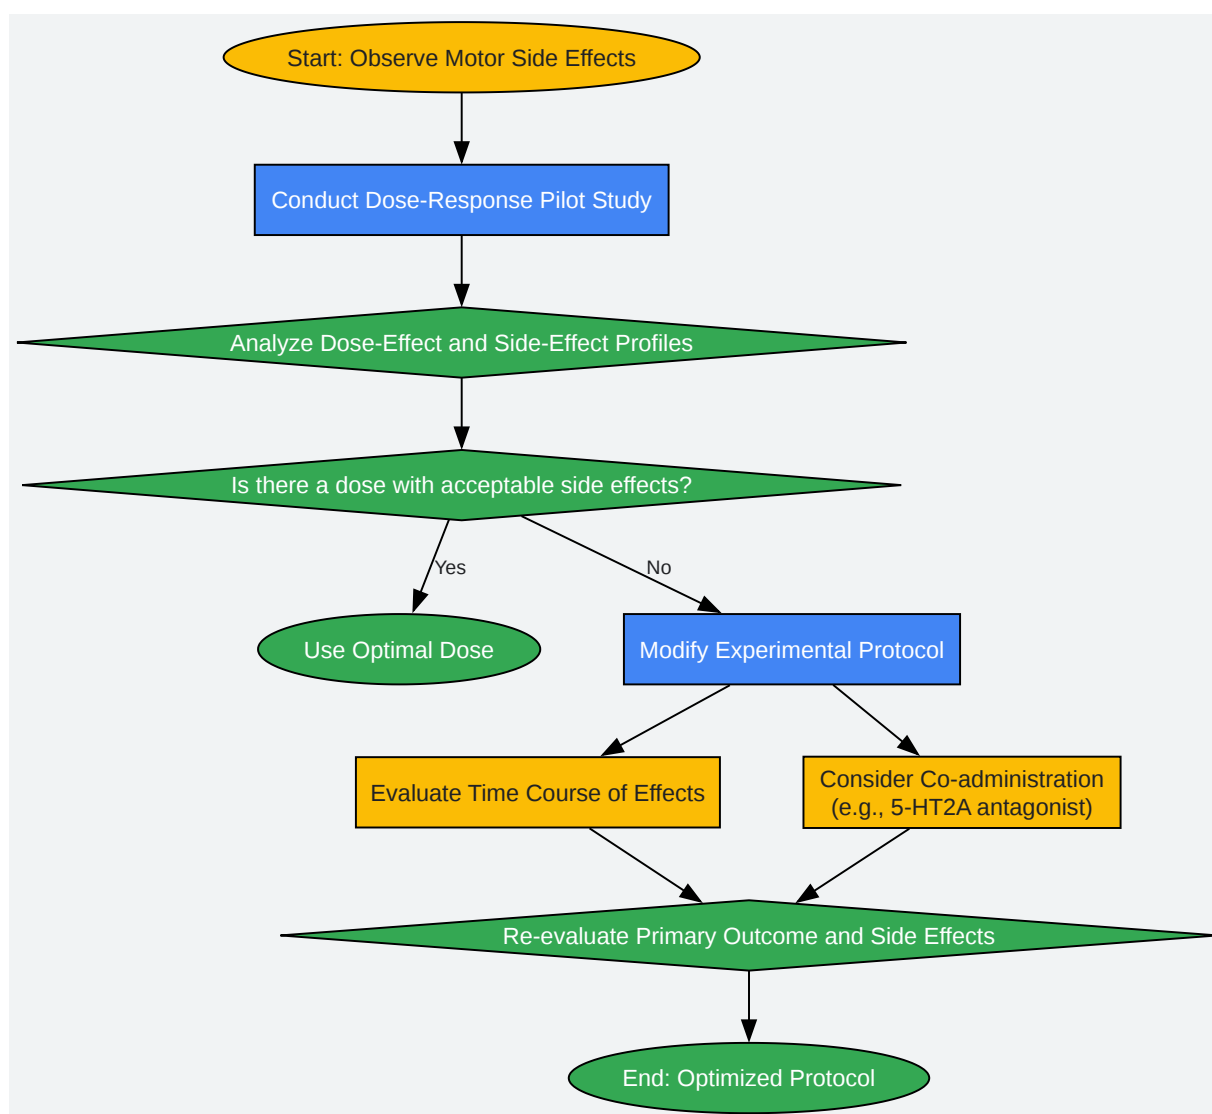 Start: Observe Motor Side Effects
Conduct Dose-Response Pilot Study
Analyze Dose-Effect and Side-Effect Profiles
Is there a dose with acceptable side effects?
Yes
No
Use Optimal Dose
Modify Experimental Protocol
Evaluate Time Course of Effects
Consider Co-administration
(e.g., 5-HT2A antagonist)
Re-evaluate Primary Outcome and Side Effects
End: Optimized Protocol